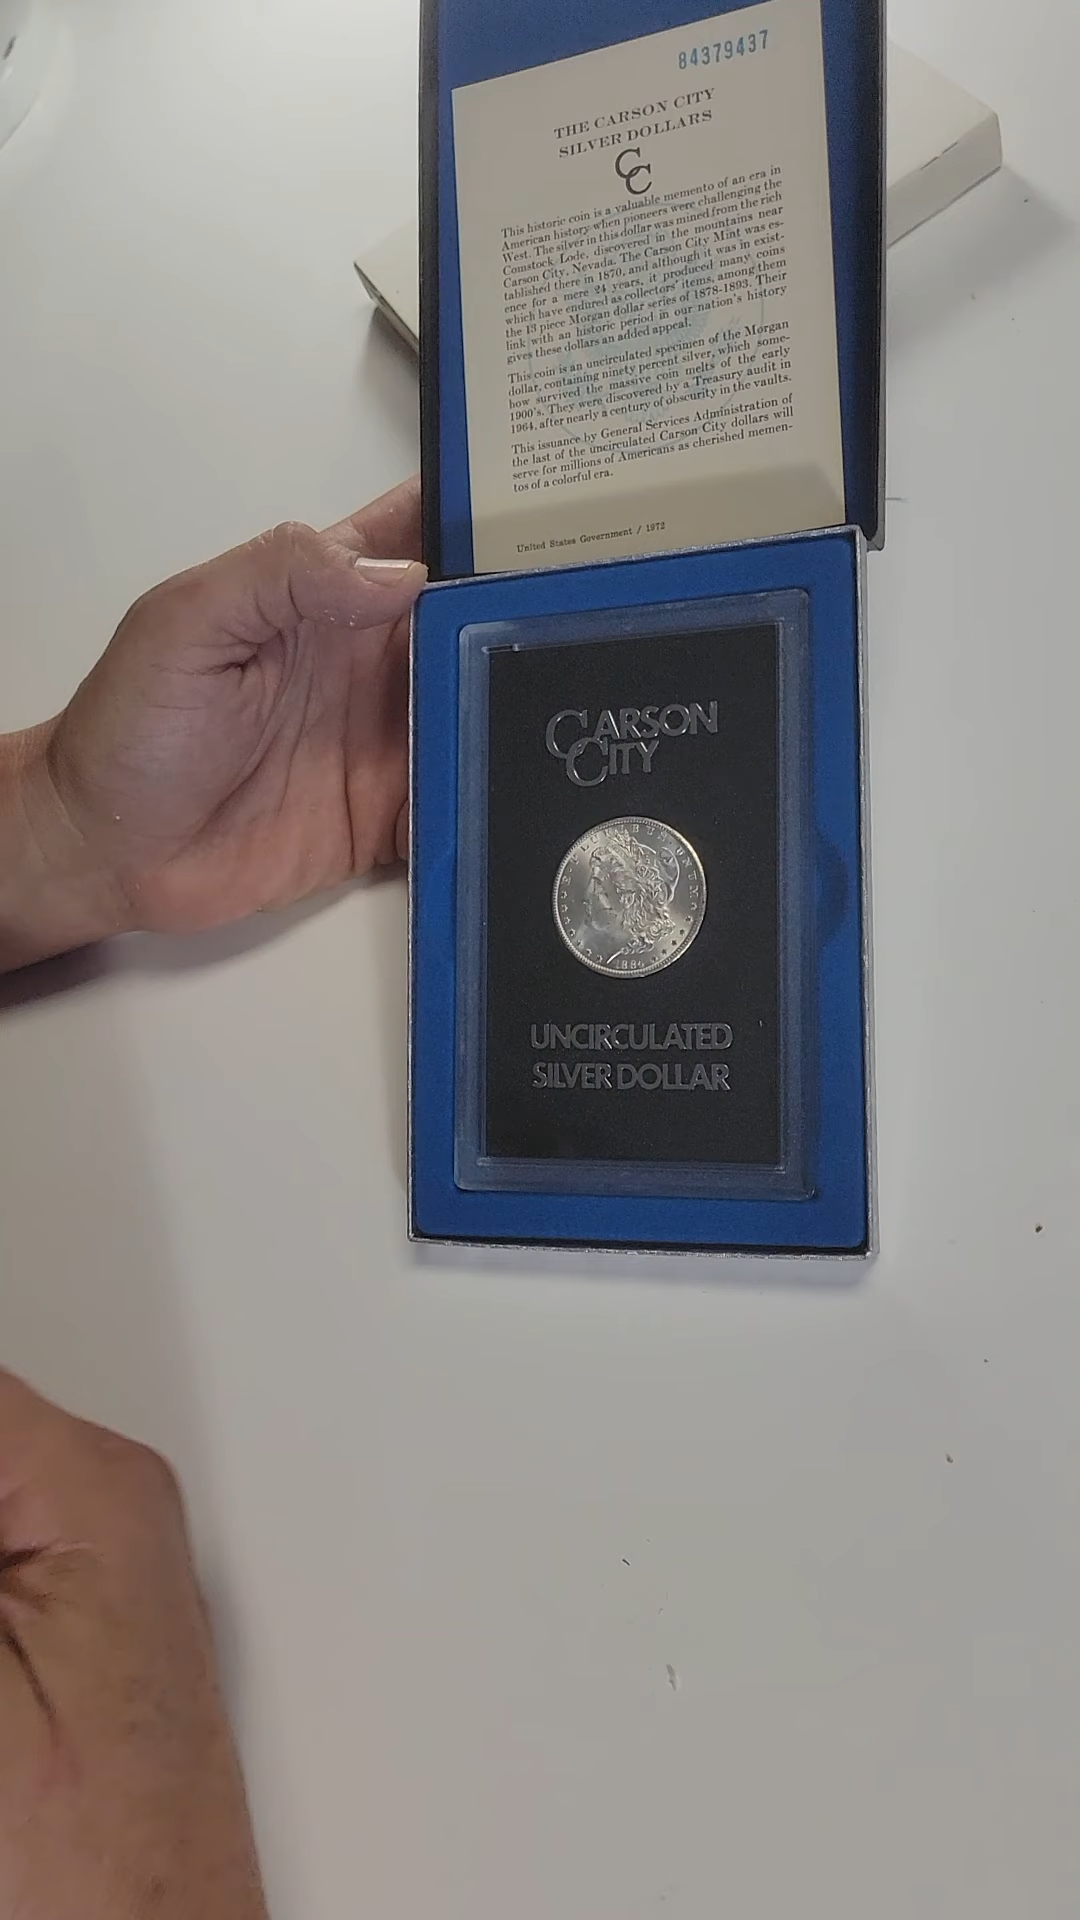 84379437
THE CARSON CITY
SILVER DOLLARS
CC
This historic coin is a valuable memento of an era in
American history when pioneers were challenging the
West. The silver in this dollar was mined from the rich
Comstock Lode, discovered in the mountains near
Carson City, Nevada. The Carson City Mint was es-
tablished there in 1870, and although it was in exist-
ence for a mere 24 years, it produced many coins
which have endured as collectors' items, among them
the 13 piece Morgan dollar series of 1878-1893. Their
link with an historic period in our nation's history
gives these dollars an added appeal.
This coin is an uncirculated specimen of the Morgan
dollar, containing ninety percent silver, which some-
how survived the massive coin melts of the early
1900's. They were discovered by a Treasury audit in
1964, after nearly a century of obscurity in the vaults.
This issuance by General Services Administration of
the last of the uncirculated Carson City dollars will
serve for millions of Americans as cherished memen-
tos of a colorful era.
United States Government / 1972
CARSON
CITY
UNCIRCULATED
SILVER DOLLAR